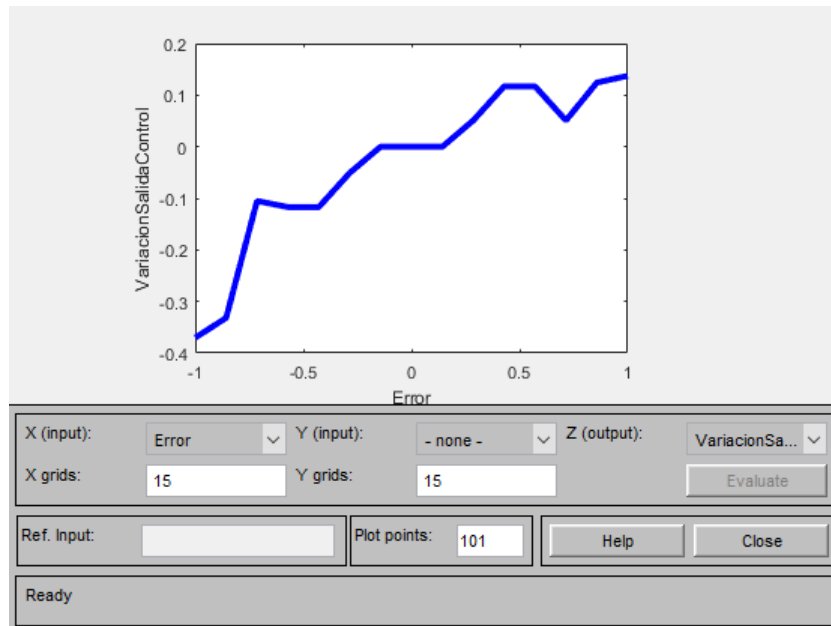 0.2
0.1
0
-0.1
-0.2
-0.3
-0.4
VariacionSalidaControl
-1
-0.5
0
0.5
1
Error
X (input):
Error
Y (input):
- none -
Z (output):
VariacionSa...
X grids:
15
Y grids:
15
Evaluate
Ref. Input:
Plot points:
101
Help
Close
Ready